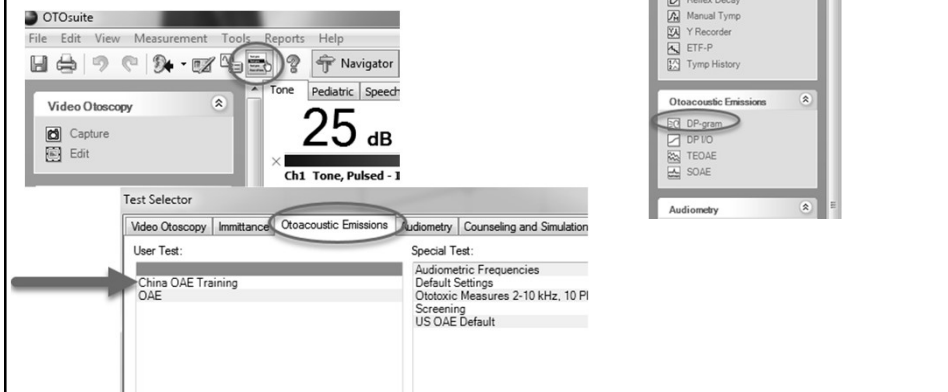 OTOsuite
File Edit View Measurement Tools Reports Help
Navigator
Video Otoscopy
Capture
Edit
Tone Pediatric Speech
25 dB
Ch1 Tone, Pulsed -
Test Selector
Video Otoscopy Immittance Otoacoustic Emissions Audiometry Counseling and Simulation
User Test:
China OAE Training
OAE
Special Test:
Audiometric Frequencies
Default Settings
Ototoxic Measures 2-10 kHz, 10 Pl
Screening
US OAE Default
Reflex Decay
Manual Tymp
Y Recorder
ETF-P
Tymp History
Otoacoustic Emissions
DP-gram
DP I/O
TEOAE
SOAE
Audiometry